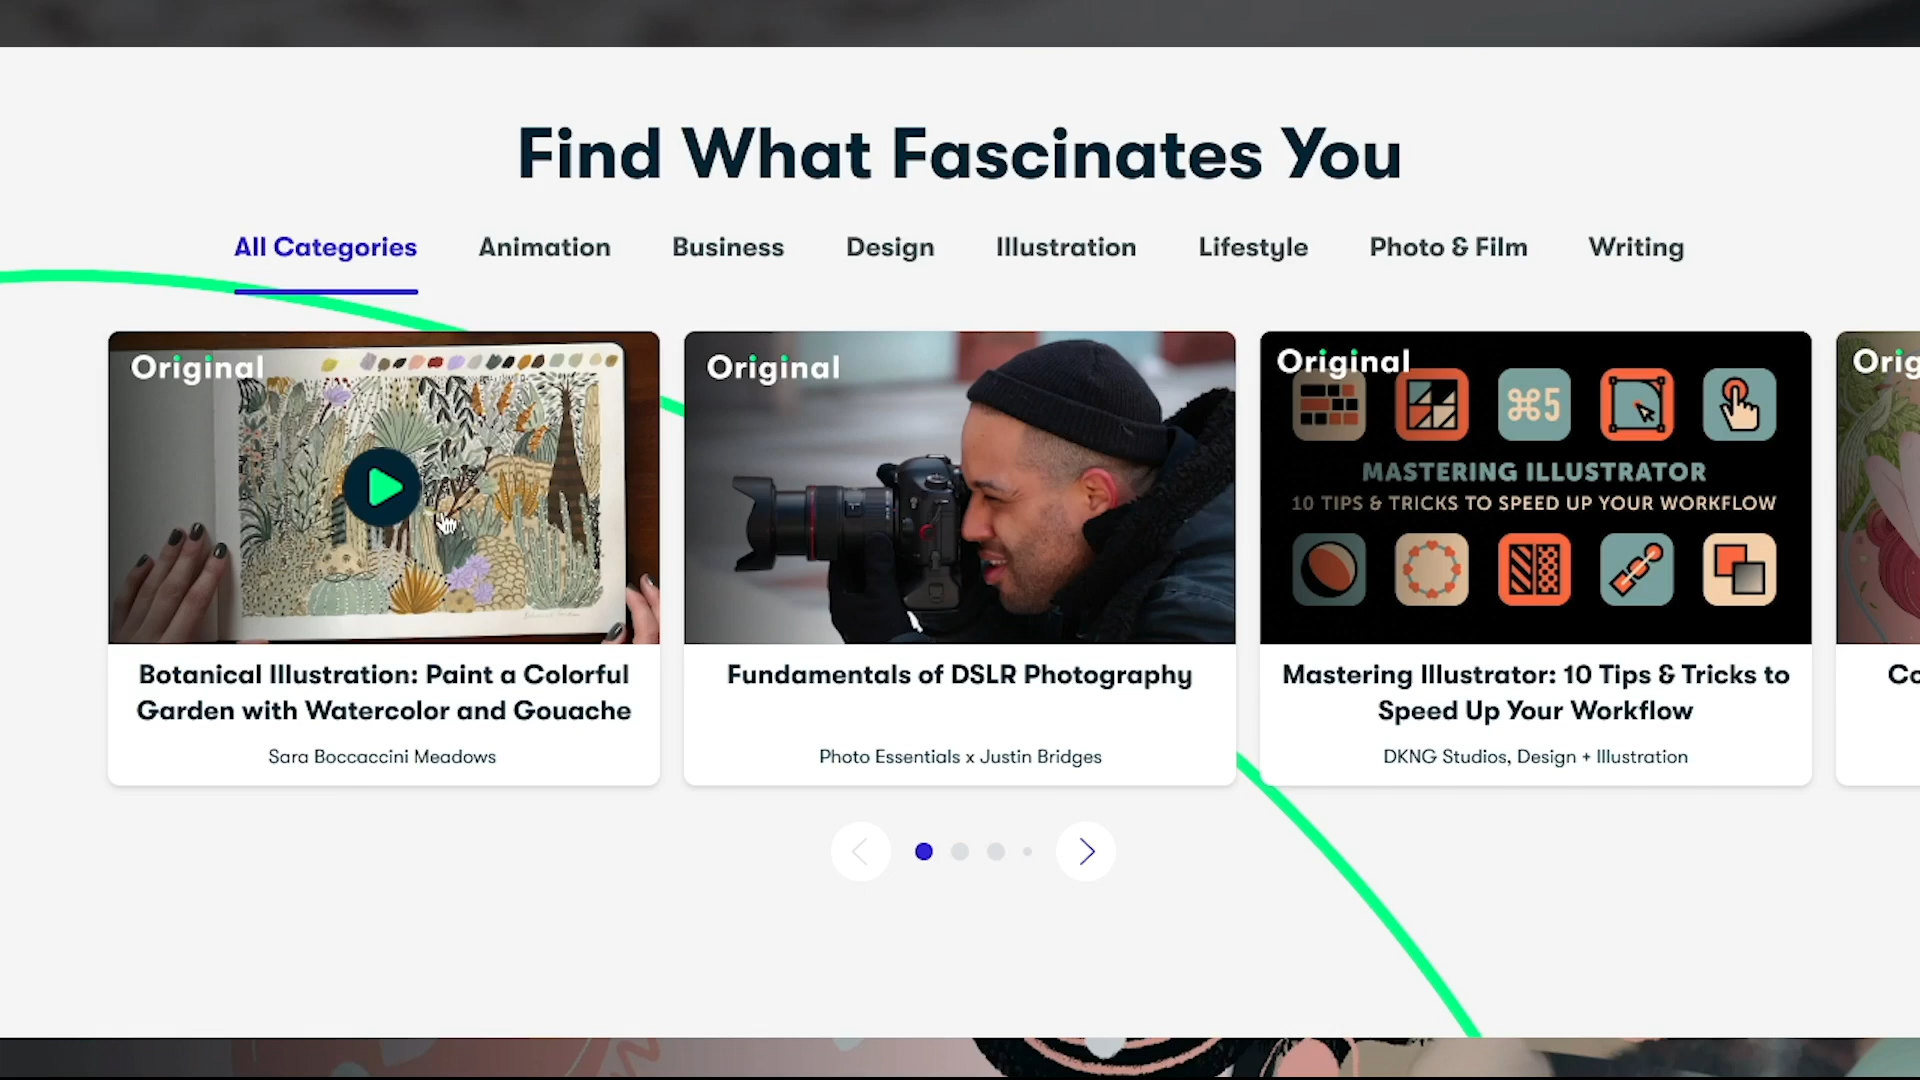 Find What Fascinates You
All Categories Animation Business Design Illustration Lifestyle Photo & Film Writing
Original
Original
Original
⌘5
MASTERING ILLUSTRATOR
10 TIPS & TRICKS TO SPEED UP YOUR WORKFLOW
Orig
Botanical Illustration: Paint a Colorful
Garden with Watercolor and Gouache
Sara Boccaccini Meadows
Fundamentals of DSLR Photography
Photo Essentials x Justin Bridges
Mastering Illustrator: 10 Tips & Tricks to
Speed Up Your Workflow
DKNG Studios, Design + Illustration
Co